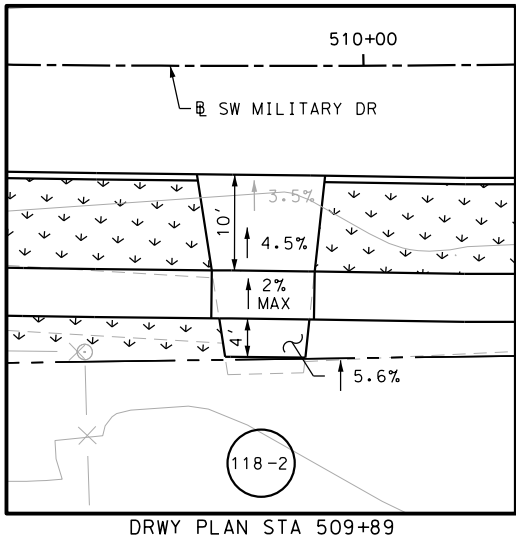 510+00
℄ SW MILITARY DR
3.5%
10'
4.5%
2%
MAX
4'
5.6%
118-2
DRWY PLAN STA 509+89